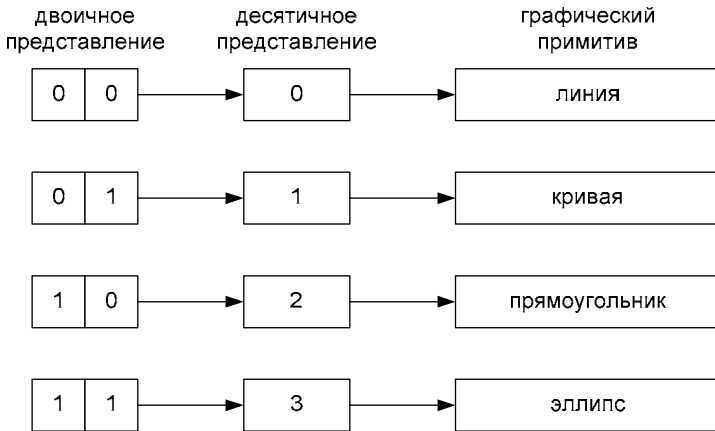 двоичное представление
десятичное представление
графический примитив
0 0 0 линия
0 1 1 кривая
1 0 2 прямоугольник
1 1 3 эллипс